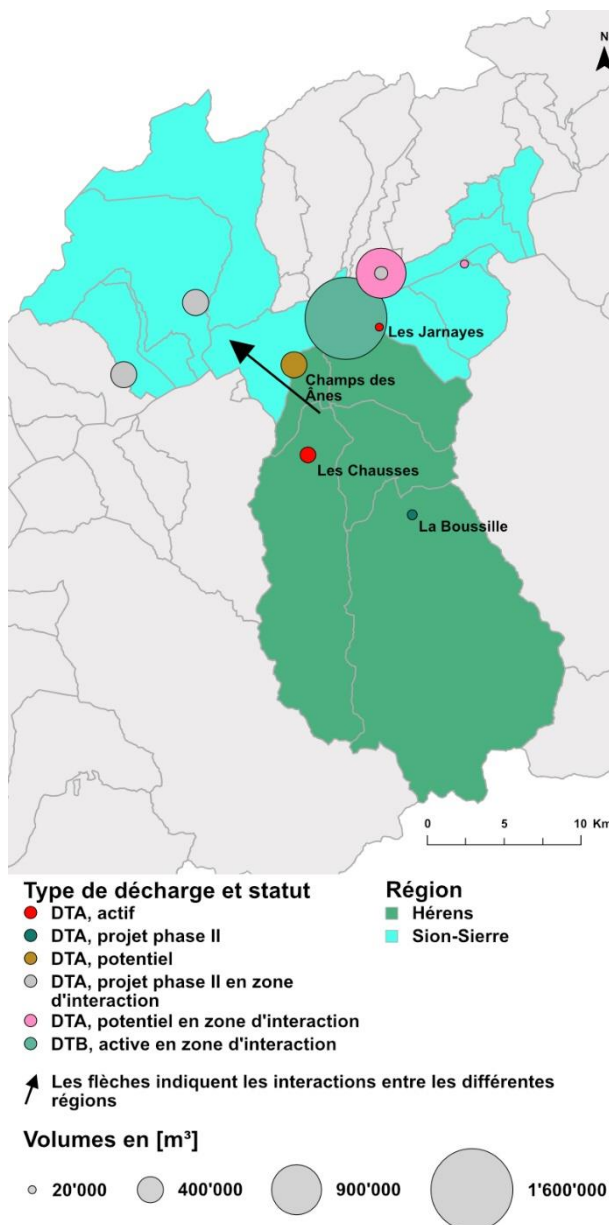 N
Les Jarnayes
Champs des
Ânes
Les Chausses
La Boussille
0 5 10 Km
Type de décharge et statut
DTA, actif
DTA, projet phase II
DTA, potentiel
DTA, projet phase II en zone
d'interaction
DTA, potentiel en zone d'interaction
DTB, active en zone d'interaction
Région
Hérens
Sion-Sierre
Les flèches indiquent les interactions entre les différentes
régions
Volumes en [m³]
20'000 400'000 900'000 1'600'000